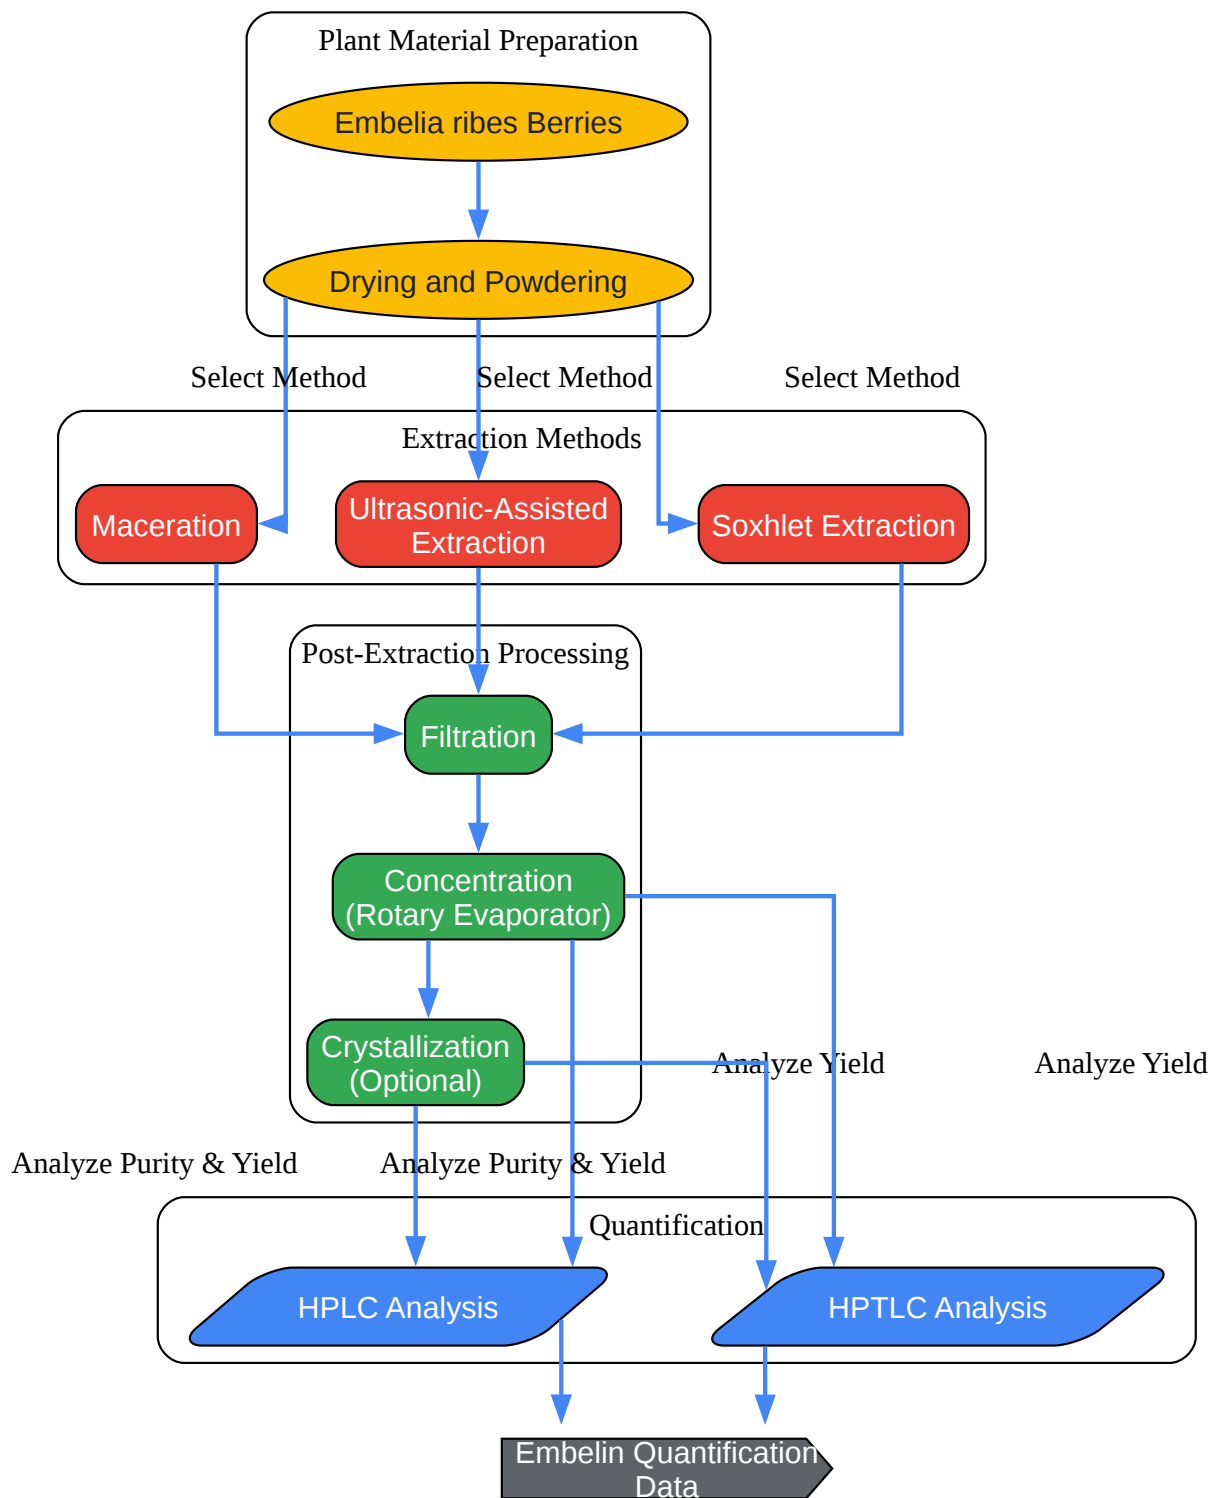 Plant Material Preparation
Embelia ribes Berries
Drying and Powdering
Select Method
Select Method
Select Method
Extraction Methods
Maceration
Ultrasonic-Assisted
Extraction
Soxhlet Extraction
Post-Extraction Processing
Filtration
Concentration
(Rotary Evaporator)
Crystallization
(Optional)
Analyze Yield
Analyze Yield
Analyze Purity & Yield
Analyze Purity & Yield
Quantification
HPLC Analysis
HPTLC Analysis
Embelin Quantification
Data